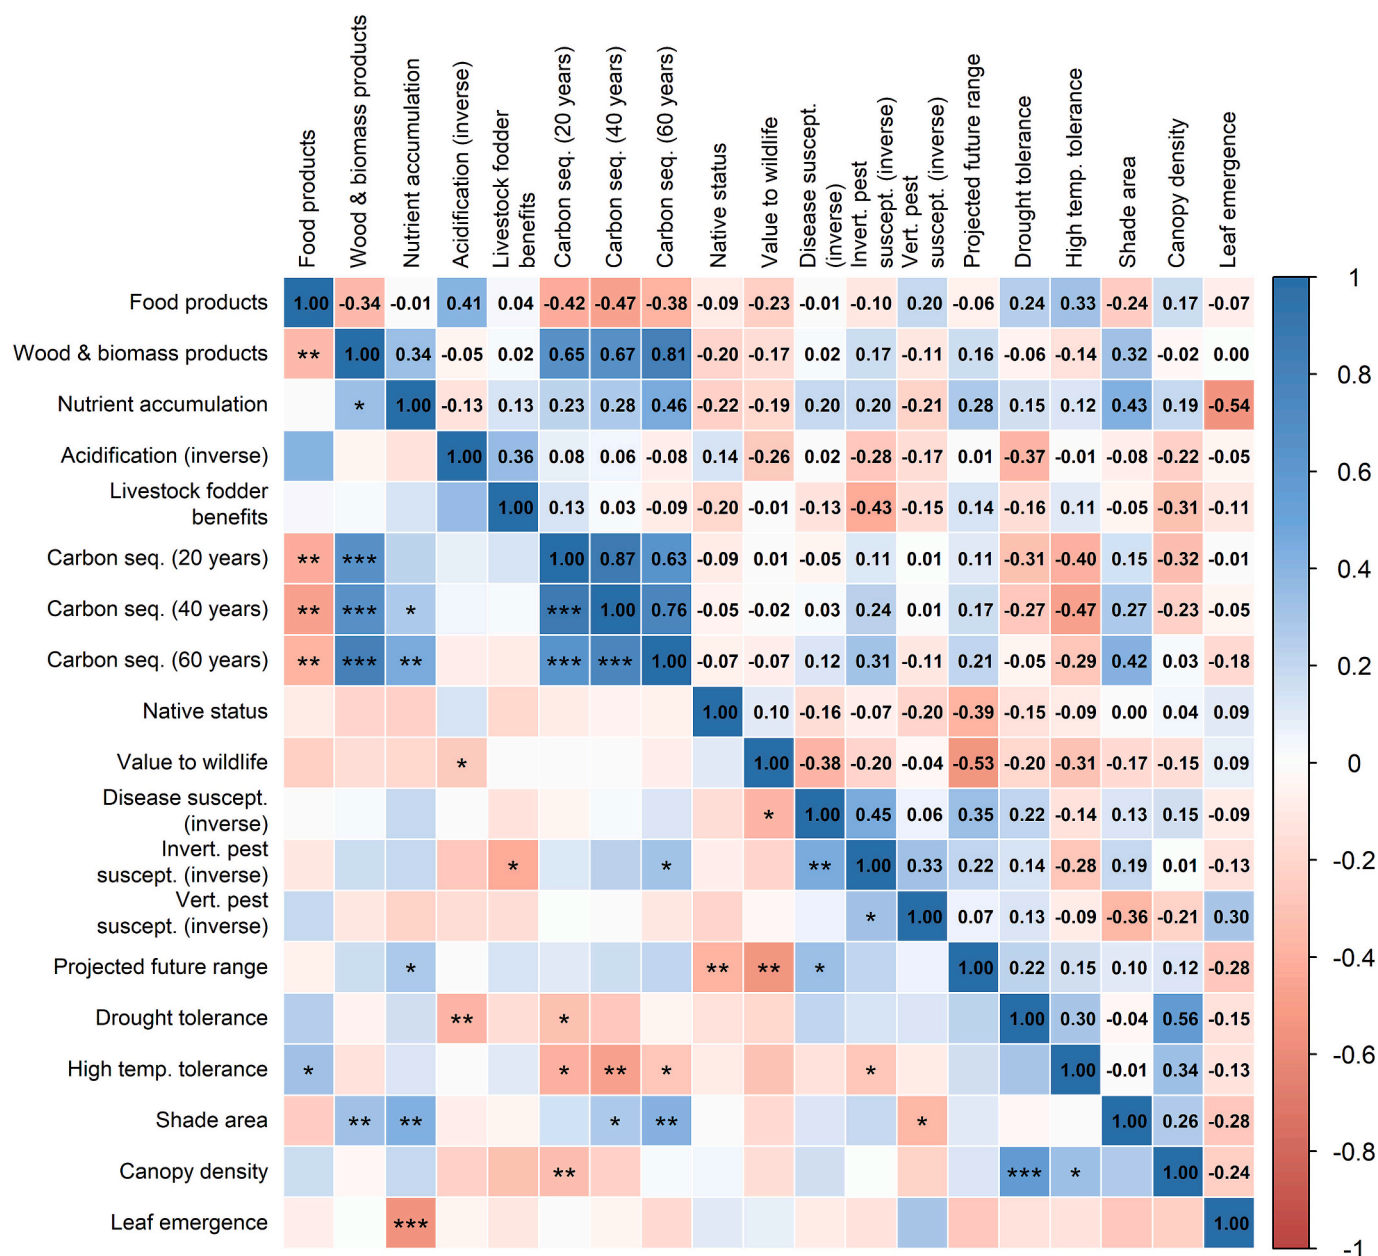 Food products
Wood & biomass products
Nutrient accumulation
Acidification (inverse)
Livestock fodder
benefits
Carbon seq. (20 years)
Carbon seq. (40 years)
Carbon seq. (60 years)
Native status
Value to wildlife
Disease suscept.
(inverse)
Invert. pest
suscept. (inverse)
Vert. pest
suscept. (inverse)
Projected future range
Drought tolerance
High temp. tolerance
Shade area
Canopy density
Leaf emergence
Food products 1.00 -0.34 -0.01 0.41 0.04 -0.42 -0.47 -0.38 -0.09 -0.23 -0.01 -0.10 0.20 -0.06 0.24 0.33 -0.24 0.17 -0.07
Wood & biomass products ** 1.00 0.34 -0.05 0.02 0.65 0.67 0.81 -0.20 -0.17 0.02 0.17 -0.11 0.16 -0.06 -0.14 0.32 -0.02 0.00
Nutrient accumulation * 1.00 -0.13 0.13 0.23 0.28 0.46 -0.22 -0.19 0.20 0.20 -0.21 0.28 0.15 0.12 0.43 0.19 -0.54
Acidification (inverse) 1.00 0.36 0.08 0.06 -0.08 0.14 -0.26 0.02 -0.28 -0.17 0.01 -0.37 -0.01 -0.08 -0.22 -0.05
Livestock fodder
benefits 1.00 0.13 0.03 -0.09 -0.20 -0.01 -0.13 -0.43 -0.15 0.14 -0.16 0.11 -0.05 -0.31 -0.11
Carbon seq. (20 years) ** *** 1.00 0.87 0.63 -0.09 0.01 -0.05 0.11 0.01 0.11 -0.31 -0.40 0.15 -0.32 -0.01
Carbon seq. (40 years) ** *** * *** 1.00 0.76 -0.05 -0.02 0.03 0.24 0.01 0.17 -0.27 -0.47 0.27 -0.23 -0.05
Carbon seq. (60 years) ** *** ** *** *** 1.00 -0.07 -0.07 0.12 0.31 -0.11 0.21 -0.05 -0.29 0.42 0.03 -0.18
Native status 1.00 0.10 -0.16 -0.07 -0.20 -0.39 -0.15 -0.09 0.00 0.04 0.09
Value to wildlife * 1.00 -0.38 -0.20 -0.04 -0.53 -0.20 -0.31 -0.17 -0.15 0.09
Disease suscept.
(inverse) * 1.00 0.45 0.06 0.35 0.22 -0.14 0.13 0.15 -0.09
Invert. pest
suscept. (inverse) * * ** 1.00 0.33 0.22 0.14 -0.28 0.19 0.01 -0.13
Vert. pest
suscept. (inverse) * 1.00 0.07 0.13 -0.09 -0.36 -0.21 0.30
Projected future range * ** ** * 1.00 0.22 0.15 0.10 0.12 -0.28
Drought tolerance ** * 1.00 0.30 -0.04 0.56 -0.15
High temp. tolerance * * ** * * 1.00 -0.01 0.34 -0.13
Shade area ** ** * ** * 1.00 0.26 -0.28
Canopy density ** *** * 1.00 -0.24
Leaf emergence *** 1.00
1
0.8
0.6
0.4
0.2
0
-0.2
-0.4
-0.6
-0.8
-1